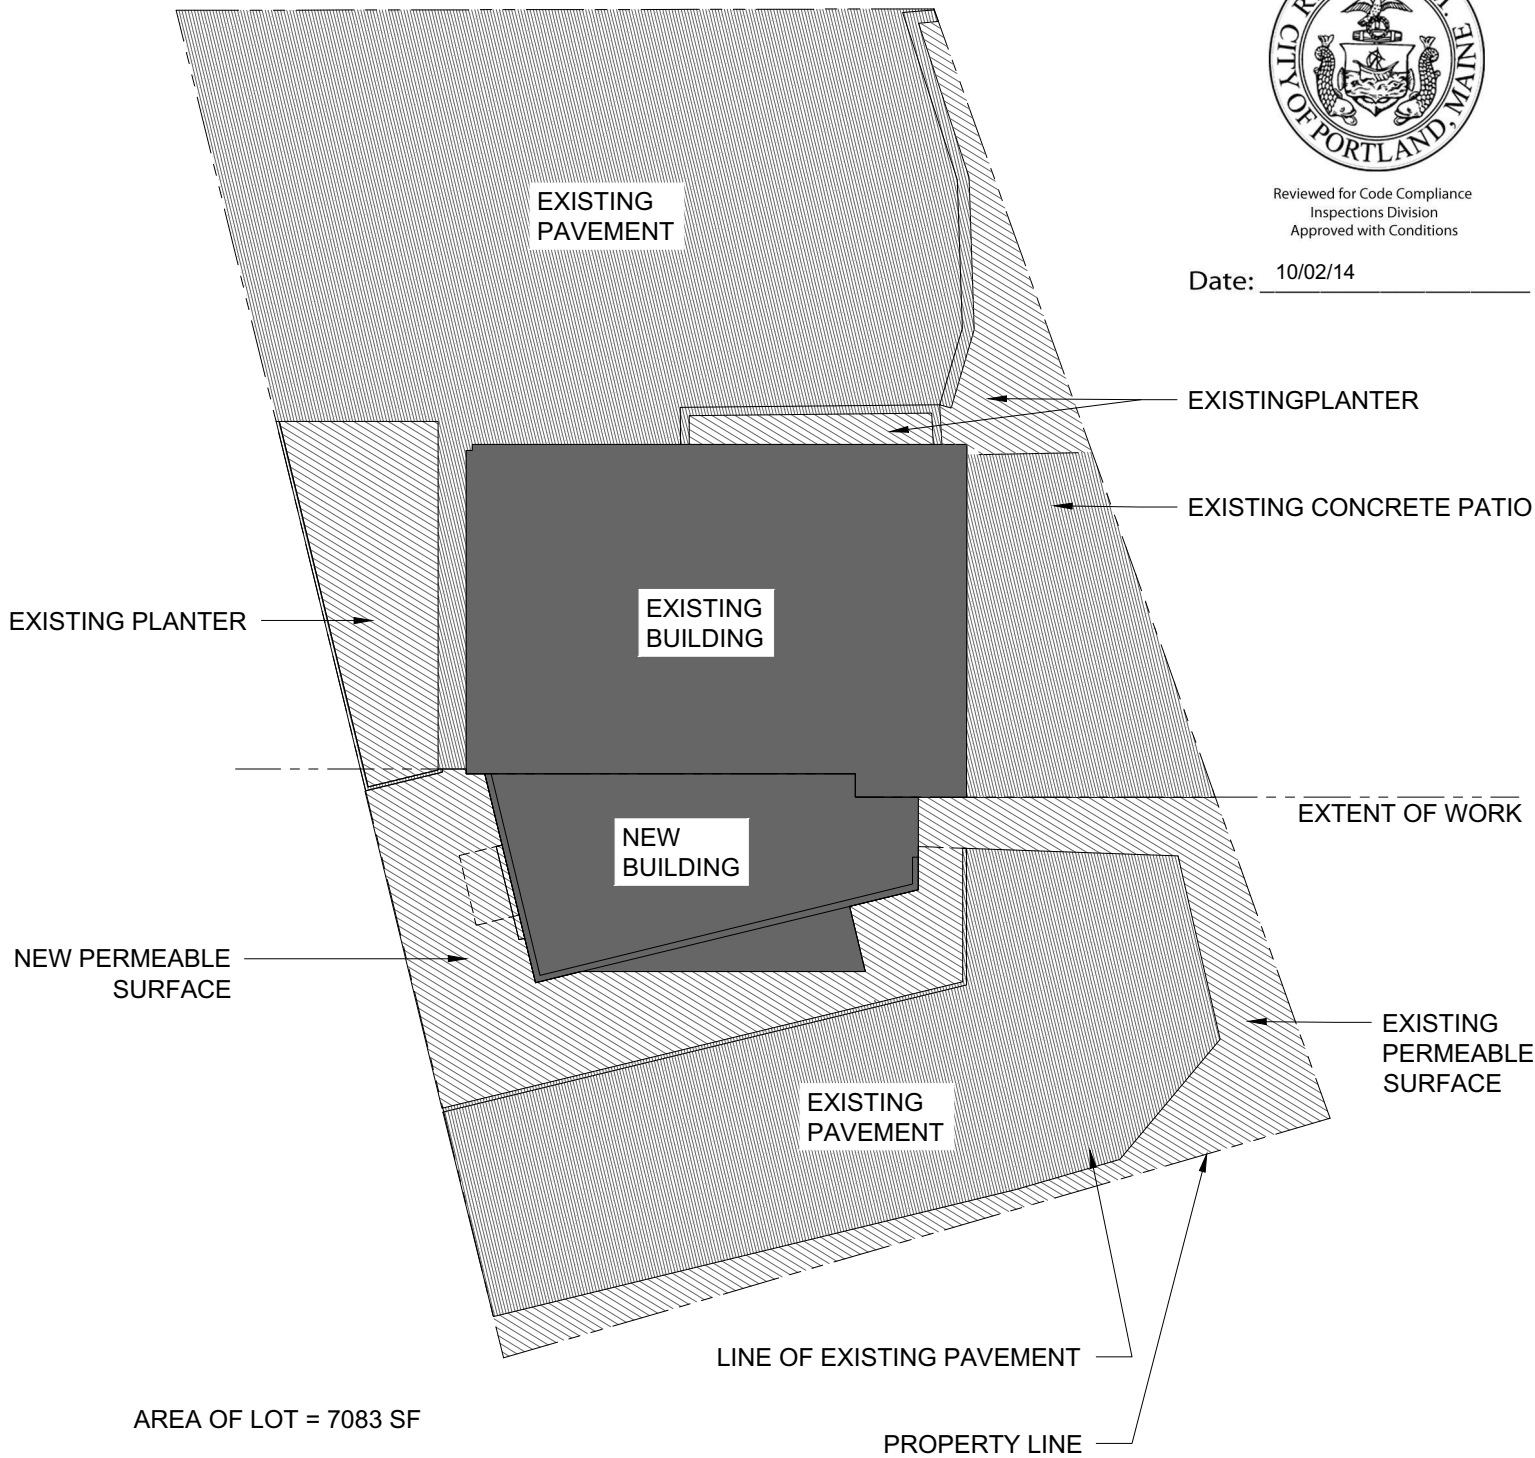 CITY OF PORTLAND, MAINE.
Reviewed for Code Compliance
Inspections Division
Approved with Conditions
Date: 10/02/14
EXISTING
PAVEMENT
EXISTINGPLANTER
EXISTING CONCRETE PATIO
EXISTING PLANTER
EXISTING
BUILDING
EXTENT OF WORK
NEW
BUILDING
NEW PERMEABLE
SURFACE
EXISTING
PERMEABLE
SURFACE
EXISTING
PAVEMENT
LINE OF EXISTING PAVEMENT
AREA OF LOT = 7083 SF
PROPERTY LINE